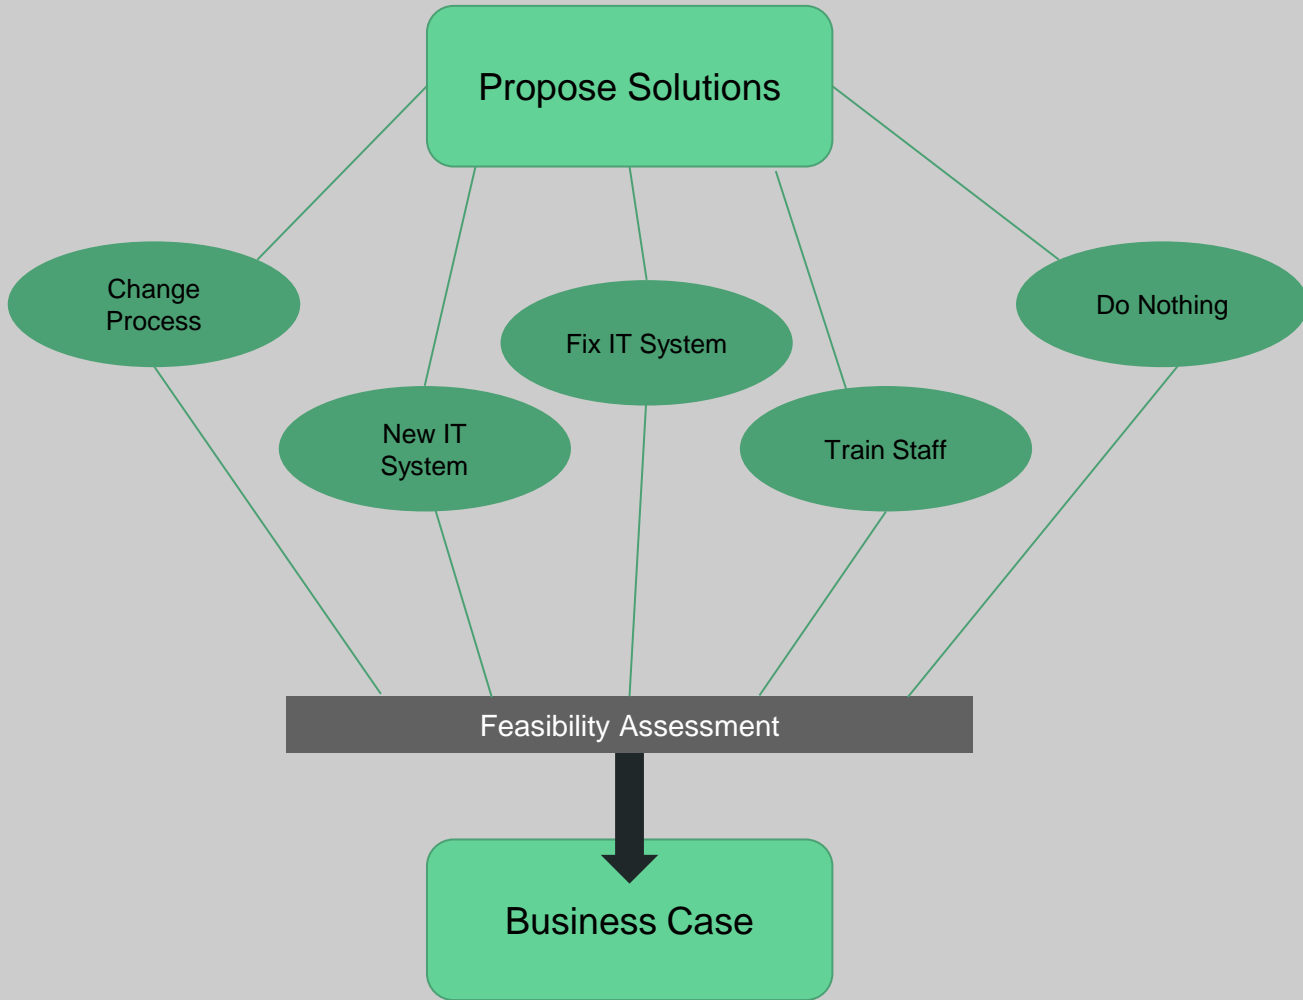 Propose Solutions
Change
Process
Do Nothing
Fix IT System
New IT
System
Train Staff
Feasibility Assessment
Business Case